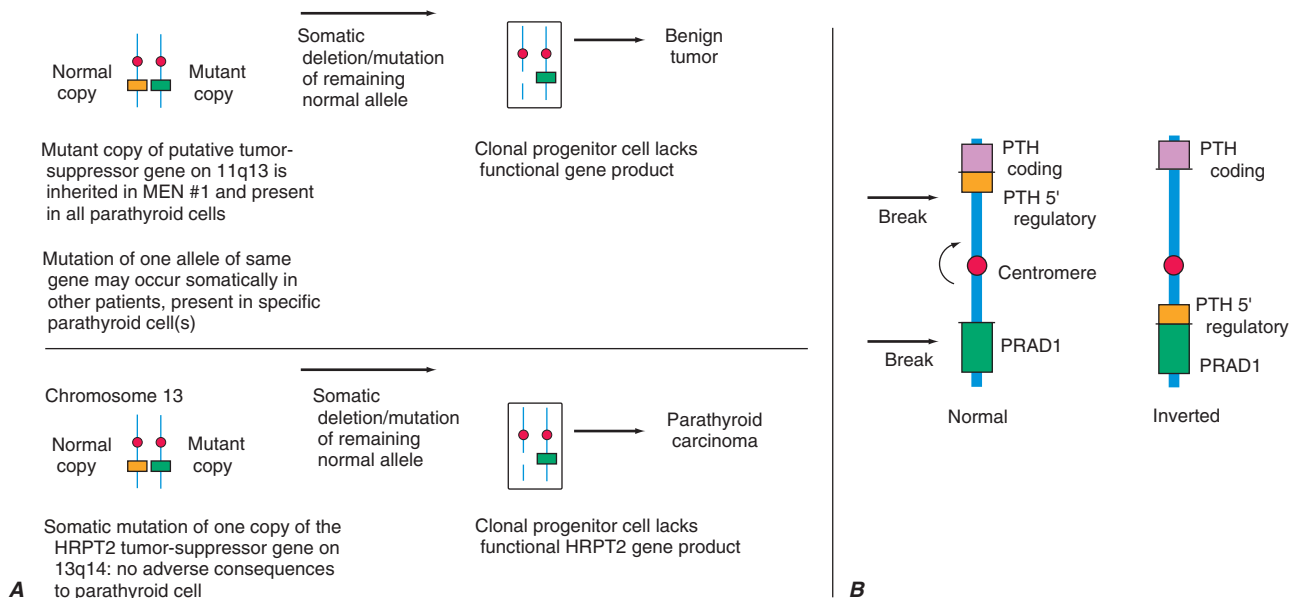 Normal
copy
Mutant
copy
Somatic
deletion/mutation
of remaining
normal allele
Benign
tumor
Mutant copy of putative tumor-
suppressor gene on 11q13 is
inherited in MEN #1 and present
in all parathyroid cells
Clonal progenitor cell lacks
functional gene product
Mutation of one allele of same
gene may occur somatically in
other patients, present in specific
parathyroid cell(s)
Chromosome 13
Normal
copy
Mutant
copy
Somatic
deletion/mutation
of remaining
normal allele
Parathyroid
carcinoma
Somatic mutation of one copy of the
HRPT2 tumor-suppressor gene on
13q14: no adverse consequences
to parathyroid cell
Clonal progenitor cell lacks
functional HRPT2 gene product
A
B
Break
Break
PTH
coding
PTH 5'
regulatory
Centromere
PRAD1
Normal
PTH
coding
PTH 5'
regulatory
PRAD1
Inverted